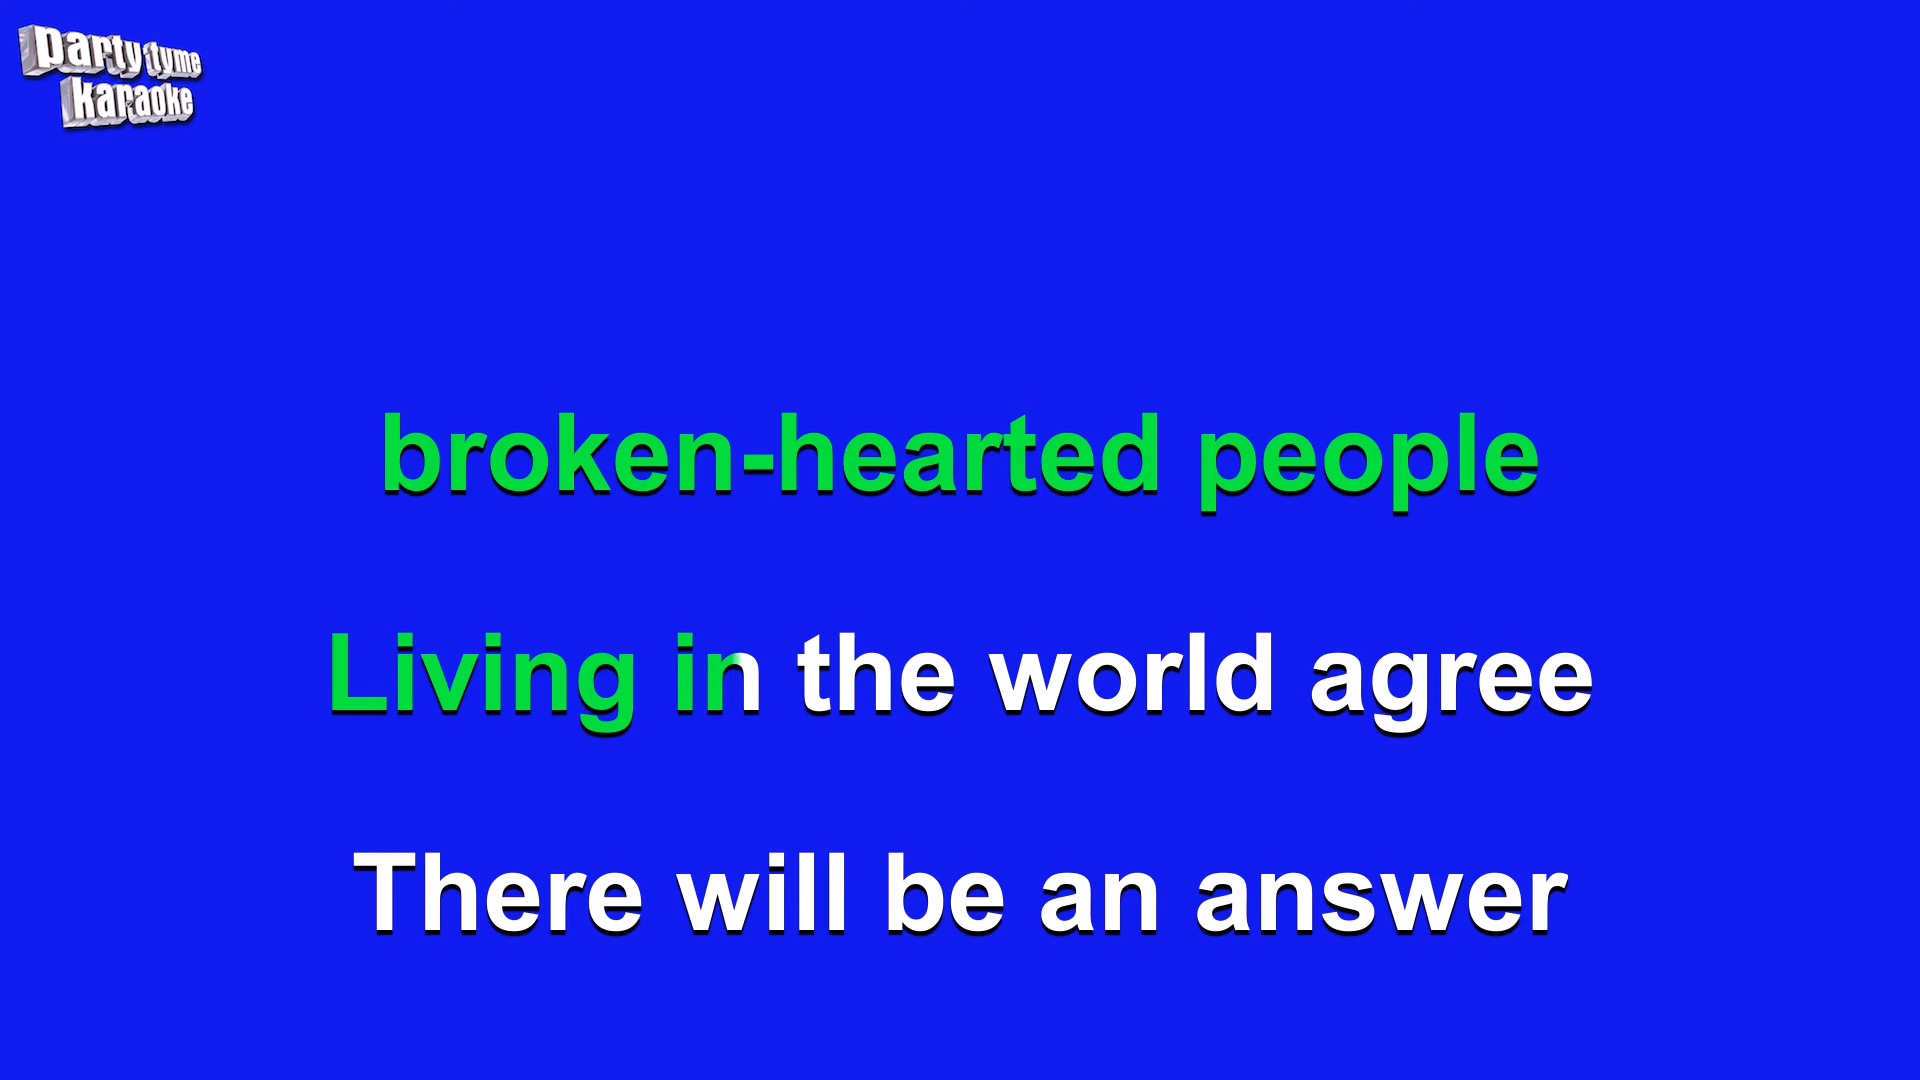 party tyme
karaoke
broken-hearted people
Living in the world agree
There will be an answer